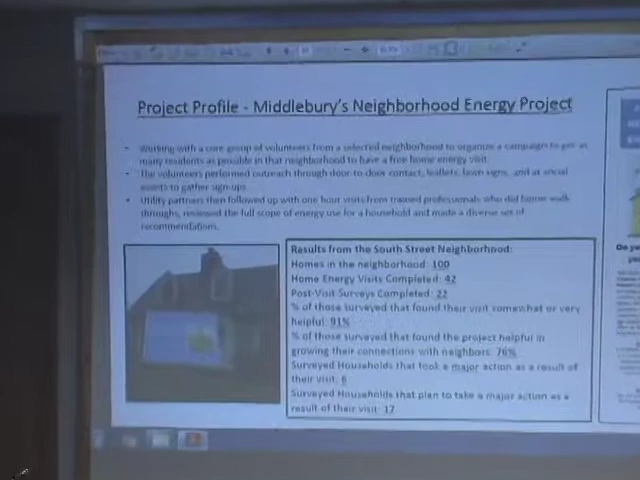 Project Profile - Middlebury's Neighborhood Energy Project
- Working with a core group of volunteers from a selected neighborhood to organize a campaign to get as
many residents as possible in that neighborhood to have a free home energy visit.
- The volunteers performed outreach through door to door contact, leaflets, lawn signs, and at social
events to gather sign-ups.
- Utility partners then followed up with one hour visits from trained professionals who did home walk
throughs, reviewed the full scope of energy use for a household and made a diverse set of
recommendations.
Results from the South Street Neighborhood:
Homes in the neighborhood: 100
Home Energy Visits Completed: 42
Post-Visit Surveys Completed: 22
% of those surveyed that found their visit somewhat or very
helpful: 91%
% of those surveyed that found the project helpful in
growing their connections with neighbors: 76%
Surveyed Households that took a major action as a result of
their visit: 6
Surveyed Households that plan to take a major action as a
result of their visit: 17